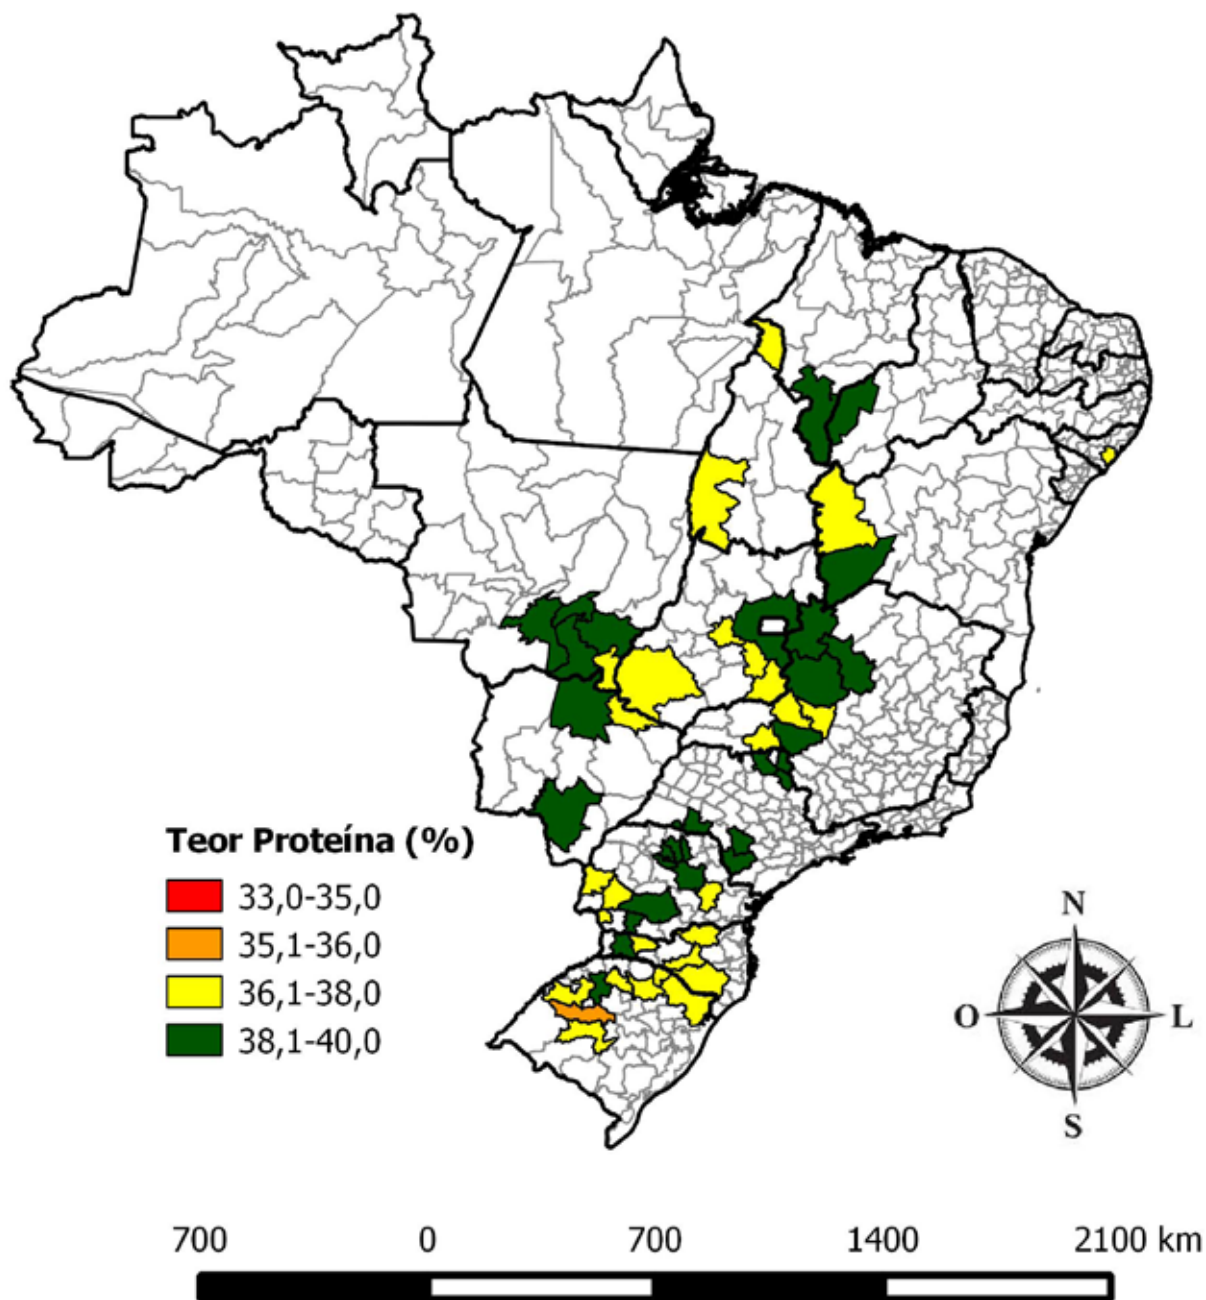 Teor Proteína (%)
33,0-35,0
35,1-36,0
36,1-38,0
38,1-40,0
N
O L
S
700 0 700 1400 2100 km